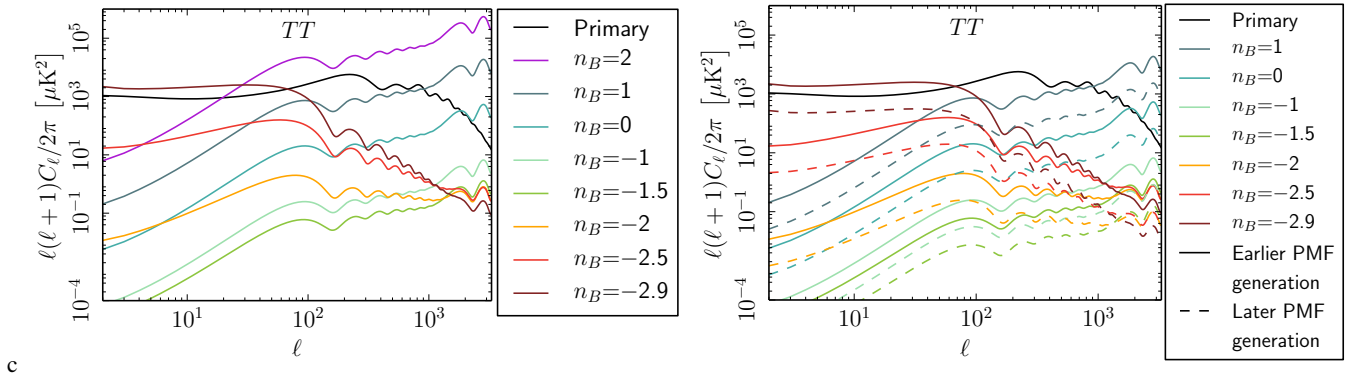 TT
ℓ(ℓ + 1)Cℓ/2π [μK²]
10⁵
10³
10¹
10⁻¹
10⁻⁴
10¹
10²
10³
ℓ
Primary
n_B=2
n_B=1
n_B=0
n_B=−1
n_B=−1.5
n_B=−2
n_B=−2.5
n_B=−2.9
TT
ℓ(ℓ + 1)Cℓ/2π [μK²]
10⁵
10³
10¹
10⁻¹
10⁻⁴
10¹
10²
10³
ℓ
Primary
n_B=1
n_B=0
n_B=−1
n_B=−1.5
n_B=−2
n_B=−2.5
n_B=−2.9
Earlier PMF
generation
Later PMF
generation
c